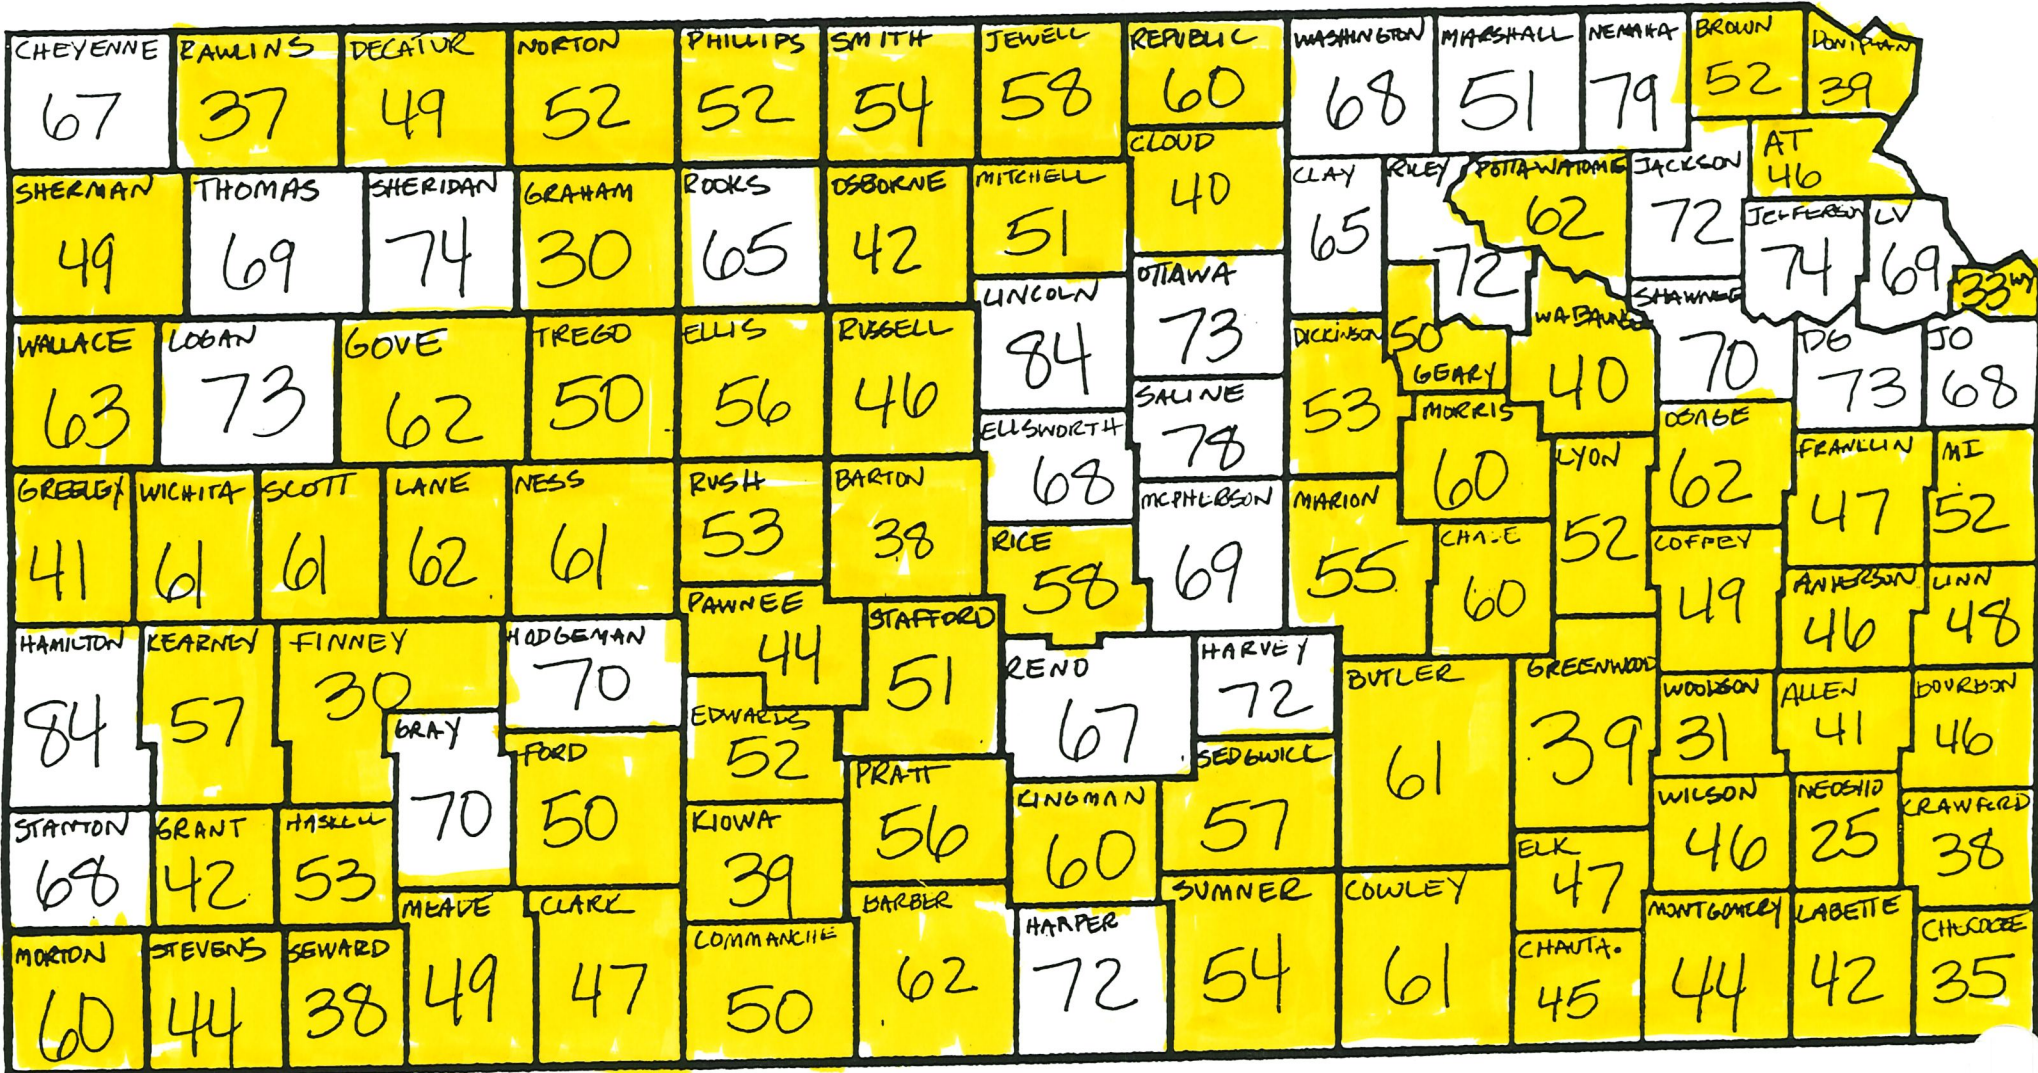 CHEYENNE
67
RAWLINS
37
DECATUR
49
NORTON
52
PHILLIPS
52
SMITH
54
JEWELL
58
REPUBLIC
60
WASHINGTON
68
MARSHALL
51
NEMAHA
79
BROWN
52
DONIPHAN
39
CLOUD
40
AT
46
SHERMAN
49
THOMAS
69
SHERIDAN
74
GRAHAM
30
ROOKS
65
OSBORNE
42
MITCHELL
51
CLAY
65
RILEY
72
POTTAWATOMIE
62
JACKSON
72
JEFFERSON
74
LV
69
33 WY
OTTAWA
73
LINCOLN
84
WALLACE
63
LOGAN
73
GOVE
62
TREGO
50
ELLIS
56
RUSSELL
46
DICKINSON
53
50
GEARY
WABAUNSEE
40
SHAWNEE
70
DG
73
JO
68
SALINE
78
ELLSWORTH
68
MORRIS
60
LYON
52
OSAGE
62
FRANKLIN
47
MI
52
GREELEY
41
WICHITA
61
SCOTT
61
LANE
62
NESS
61
RUSH
53
BARTON
38
RICE
58
MCPHERSON
69
MARION
55
CHASE
60
COFFEY
49
ANDERSON
46
LINN
48
HAMILTON
84
KEARNEY
57
FINNEY
30
HODGEMAN
70
PAWNEE
44
STAFFORD
51
RENO
67
HARVEY
72
BUTLER
61
GREENWOOD
39
WOODSON
31
ALLEN
41
BOURBON
46
GRAY
70
FORD
50
EDWARDS
52
PRATT
56
KINGMAN
60
SEDGWICK
57
WILSON
46
NEOSHO
25
CRAWFORD
38
STANTON
68
GRANT
42
HASKELL
53
KIOWA
39
ELK
47
MEADE
49
CLARK
47
BARBER
62
HARPER
72
SUMNER
54
COWLEY
61
MONTGOMERY
44
LABETTE
42
CHEROKEE
35
MORTON
60
STEVENS
44
SEWARD
38
COMMANCHE
50
CHAUTA.
45